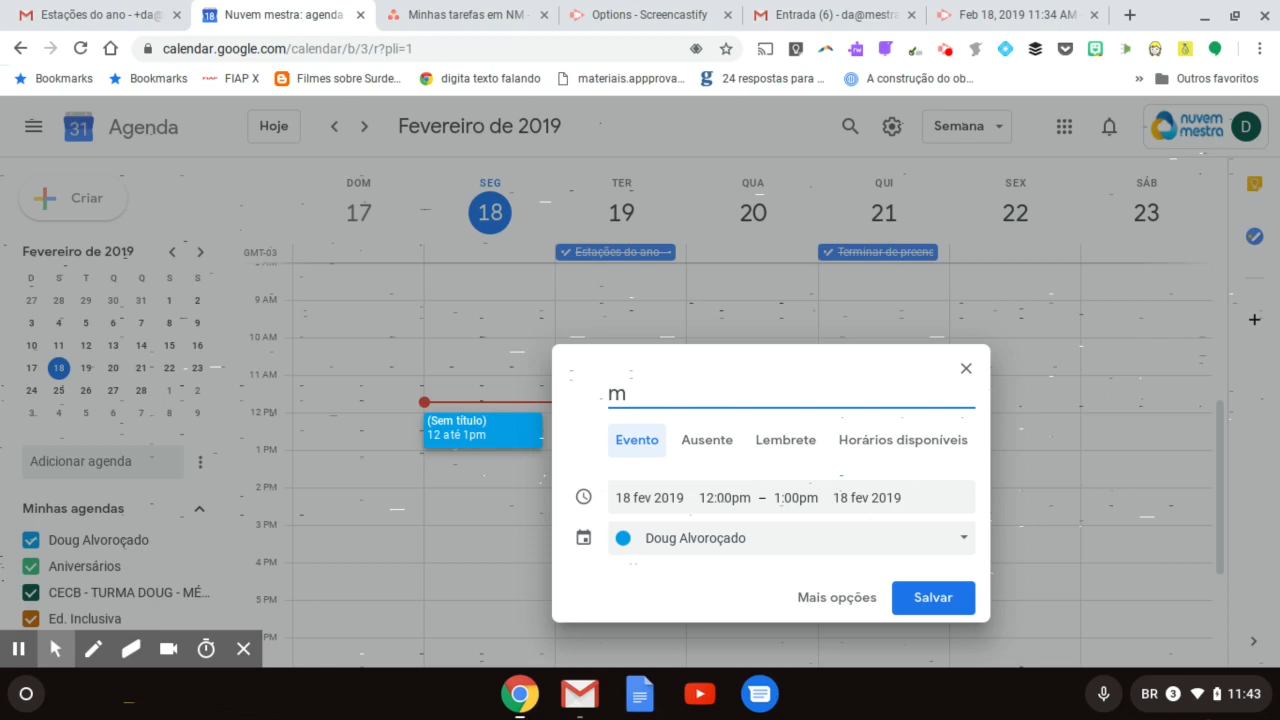 Estações do ano - +da@
Nuvem mestra: agenda
Minhas tarefas em NM -
Options - Screencastify
Entrada (6) - da@mestra
Feb 18, 2019 11:34 AM -
calendar.google.com/calendar/b/3/r?pli=1
Bookmarks
Bookmarks
FIAP X
Filmes sobre Surde...
digita texto falando
materiais.appprova...
24 respostas para ...
A construção do ob...
Outros favoritos
31
Agenda
Hoje
Fevereiro de 2019
Semana
nuvem
mestra
D
Criar
DOM
17
SEG
18
TER
19
QUA
20
QUI
21
SEX
22
SÁB
23
GMT-03
Estações do ano
Terminar de preenc
Fevereiro de 2019
D S T Q Q S S
27 28 29 30 31 1 2
3 4 5 6 7 8 9
10 11 12 13 14 15 16
17 18 19 20 21 22 23
24 25 26 27 28 1 2
3 4 5 6 7 8 9
9 AM
10 AM
11 AM
12 PM
1 PM
2 PM
3 PM
4 PM
5 PM
PM
(Sem título)
12 até 1pm
Adicionar agenda
Minhas agendas
Doug Alvoroçado
Aniversários
CECB - TURMA DOUG - MÉ...
Ed. Inclusiva
m
Evento
Ausente
Lembrete
Horários disponíveis
18 fev 2019 12:00pm – 1:00pm 18 fev 2019
Doug Alvoroçado
Mais opções
Salvar
BR 3 11:43